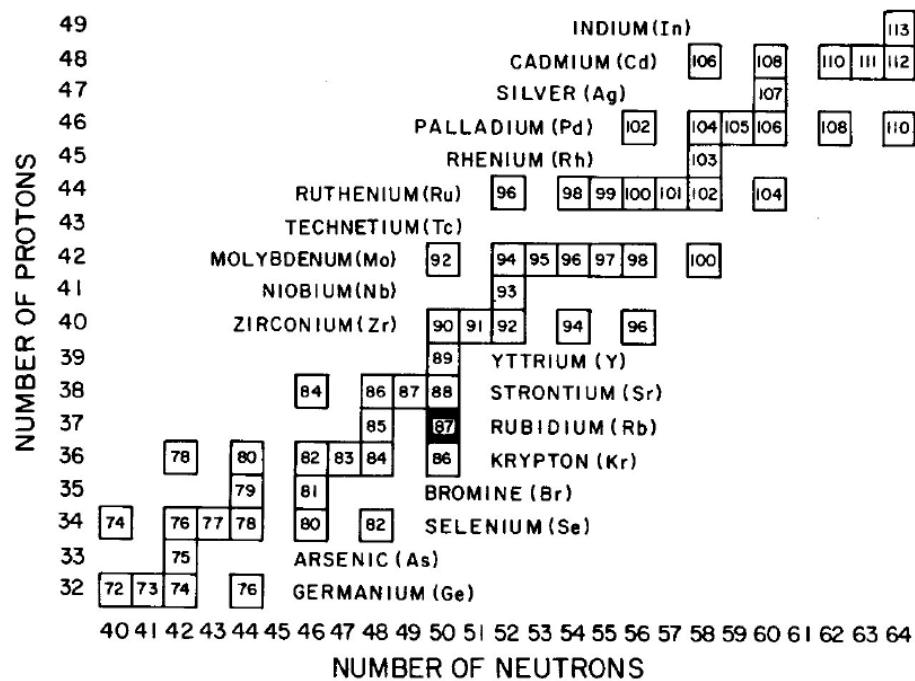 49 INDIUM (In) 113
48 CADMIUM (Cd) 106 108 110 111 112
47 SILVER (Ag) 107
46 PALLADIUM (Pd) 102 104 105 106 108 110
45 RHENIUM (Rh) 103
44 RUTHENIUM (Ru) 96 98 99 100 101 102 104
43 TECHNETIUM (Tc)
42 MOLYBDENUM (Mo) 92 94 95 96 97 98 100
41 NIOBIUM (Nb) 93
40 ZIRCONIUM (Zr) 90 91 92 94 96
39 89 YTTRIUM (Y)
38 84 86 87 88 STRONTIUM (Sr)
37 85 87 RUBIDIUM (Rb)
36 78 80 82 83 84 86 KRYPTON (Kr)
35 79 81 BROMINE (Br)
34 74 76 77 78 80 82 SELENIUM (Se)
33 75 ARSENIC (As)
32 72 73 74 76 GERMANIUM (Ge)
40 41 42 43 44 45 46 47 48 49 50 51 52 53 54 55 56 57 58 59 60 61 62 63 64
NUMBER OF NEUTRONS
NUMBER OF PROTONS